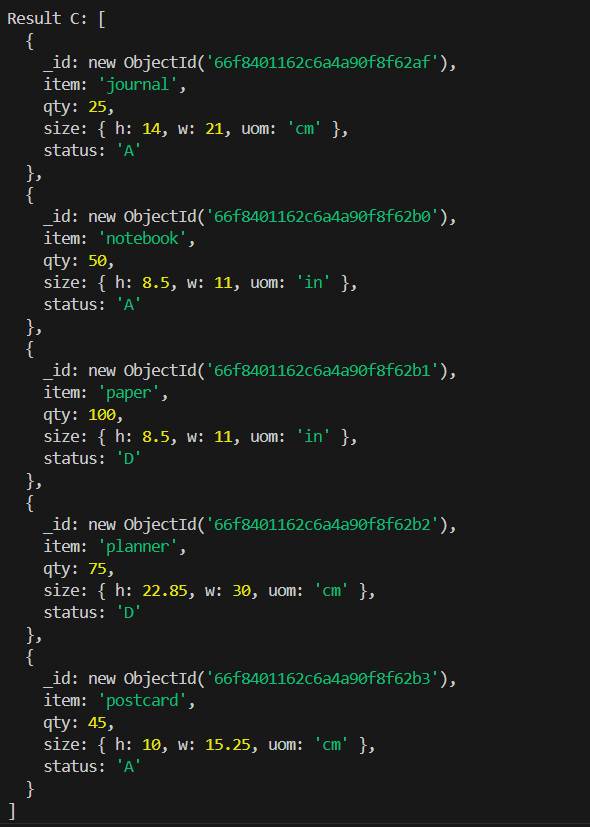 Result C: [
  {
    _id: new ObjectId('66f8401162c6a4a90f8f62af'),
    item: 'journal',
    qty: 25,
    size: { h: 14, w: 21, uom: 'cm' },
    status: 'A'
  },
  {
    _id: new ObjectId('66f8401162c6a4a90f8f62b0'),
    item: 'notebook',
    qty: 50,
    size: { h: 8.5, w: 11, uom: 'in' },
    status: 'A'
  },
  {
    _id: new ObjectId('66f8401162c6a4a90f8f62b1'),
    item: 'paper',
    qty: 100,
    size: { h: 8.5, w: 11, uom: 'in' },
    status: 'D'
  },
  {
    _id: new ObjectId('66f8401162c6a4a90f8f62b2'),
    item: 'planner',
    qty: 75,
    size: { h: 22.85, w: 30, uom: 'cm' },
    status: 'D'
  },
  {
    _id: new ObjectId('66f8401162c6a4a90f8f62b3'),
    item: 'postcard',
    qty: 45,
    size: { h: 10, w: 15.25, uom: 'cm' },
    status: 'A'
  }
]